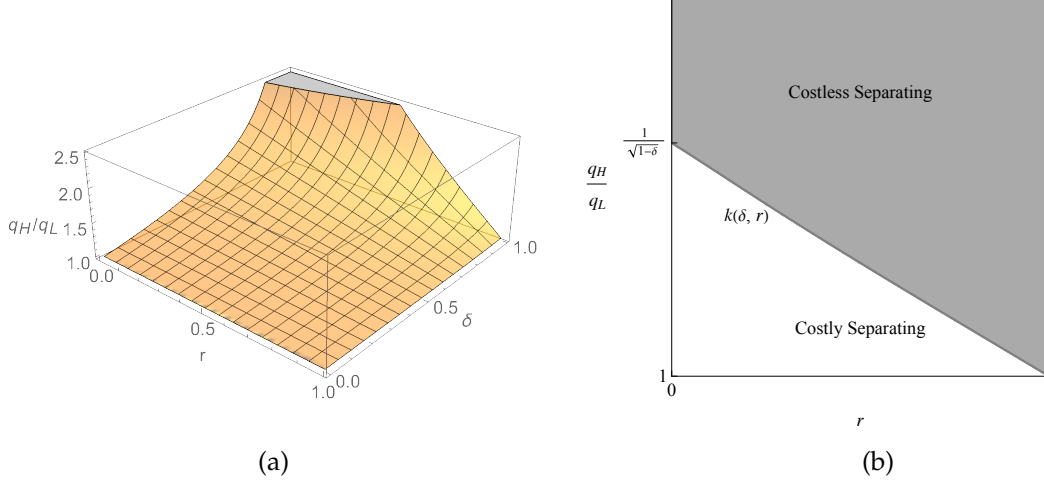 2.5
2.0
q_H/q_L 1.5
1.0
0.0
0.5
r
1.0
0.0
0.5
δ
1.0
(a)
Costless Separating
1/√(1−δ)
q_H/q_L
k(δ, r)
Costly Separating
1
0
r
(b)